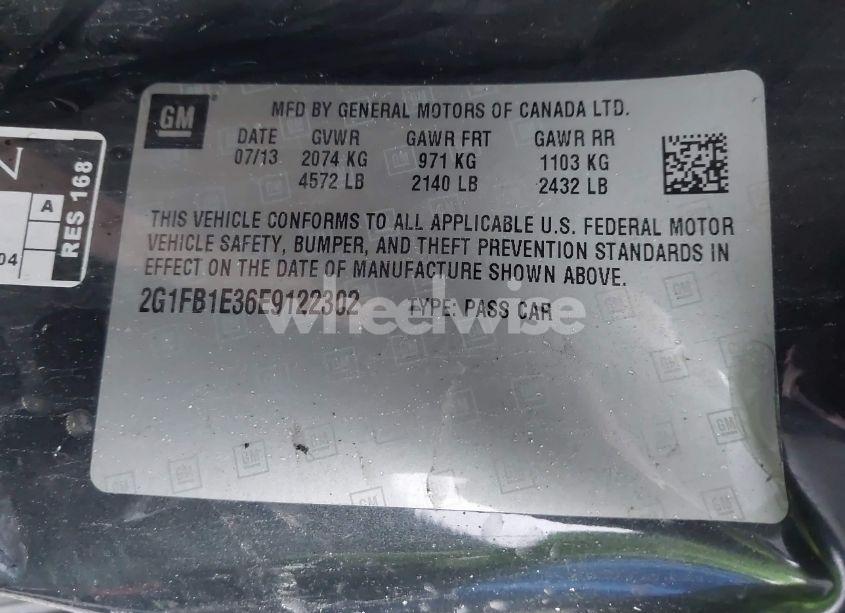 GM
MFD BY GENERAL MOTORS OF CANADA LTD.
DATE GVWR GAWR FRT GAWR RR
07/13 2074 KG 971 KG 1103 KG
4572 LB 2140 LB 2432 LB
THIS VEHICLE CONFORMS TO ALL APPLICABLE U.S. FEDERAL MOTOR
VEHICLE SAFETY, BUMPER, AND THEFT PREVENTION STANDARDS IN
EFFECT ON THE DATE OF MANUFACTURE SHOWN ABOVE.
2G1FB1E36E9122302 TYPE: PASS CAR
wheelwise
A
RES 168
04